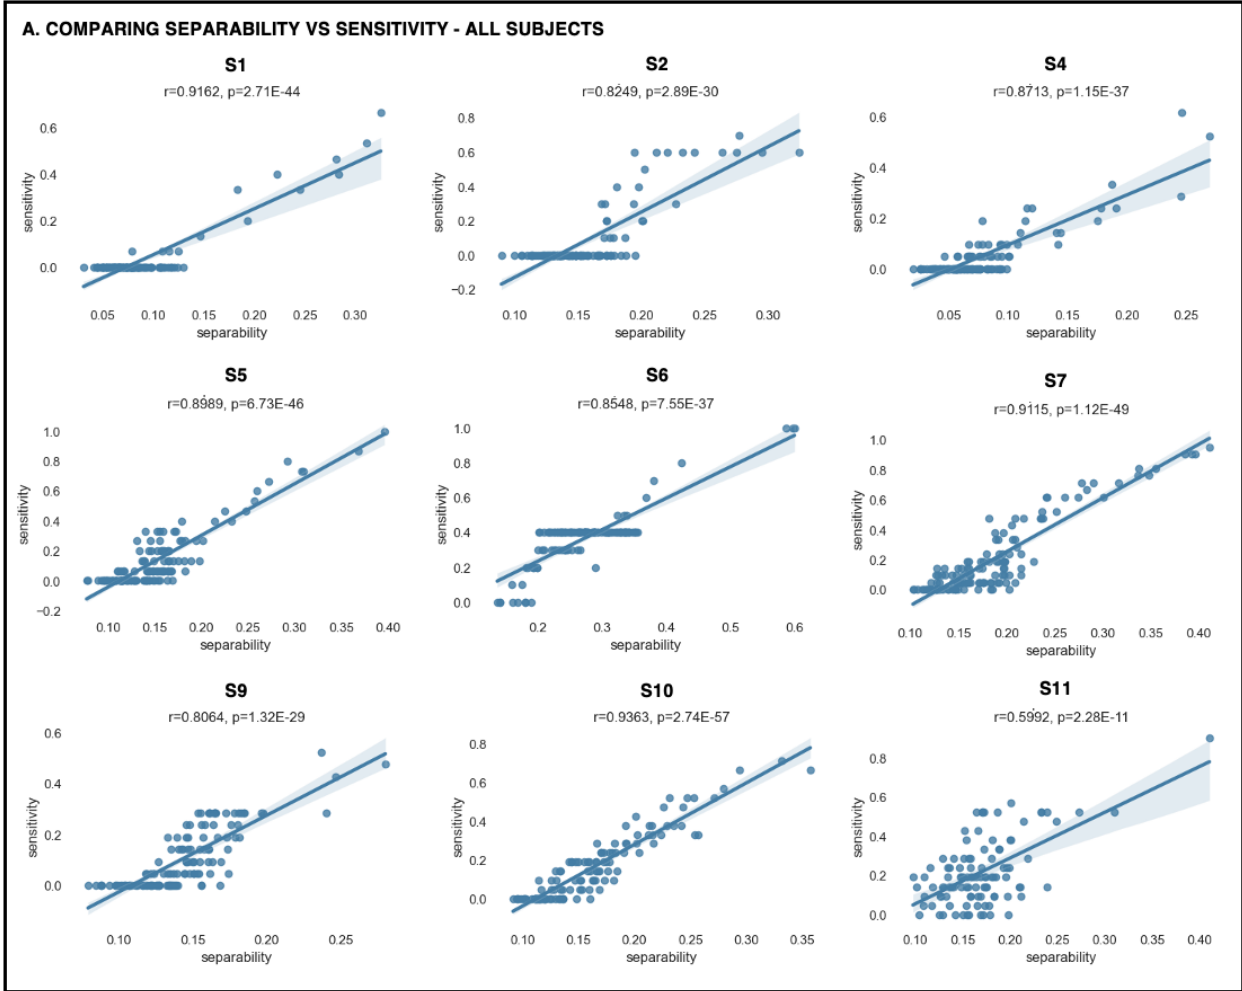 A. COMPARING SEPARABILITY VS SENSITIVITY - ALL SUBJECTS
S1
r=0.9162, p=2.71E-44
sensitivity
0.6
0.4
0.2
0.0
0.05 0.10 0.15 0.20 0.25 0.30
separability
S2
r=0.8249, p=2.89E-30
sensitivity
0.8
0.6
0.4
0.2
0.0
−0.2
0.10 0.15 0.20 0.25 0.30
separability
S4
r=0.8713, p=1.15E-37
sensitivity
0.6
0.4
0.2
0.0
0.05 0.10 0.15 0.20 0.25
separability
S5
r=0.8989, p=6.73E-46
sensitivity
1.0
0.8
0.6
0.4
0.2
0.0
−0.2
0.10 0.15 0.20 0.25 0.30 0.35 0.40
separability
S6
r=0.8548, p=7.55E-37
sensitivity
1.0
0.8
0.6
0.4
0.2
0.0
0.2 0.3 0.4 0.5 0.6
separability
S7
r=0.9115, p=1.12E-49
sensitivity
1.0
0.8
0.6
0.4
0.2
0.0
0.10 0.15 0.20 0.25 0.30 0.35 0.40
separability
S9
r=0.8064, p=1.32E-29
sensitivity
0.6
0.4
0.2
0.0
0.10 0.15 0.20 0.25
separability
S10
r=0.9363, p=2.74E-57
sensitivity
0.8
0.6
0.4
0.2
0.0
0.10 0.15 0.20 0.25 0.30 0.35
separability
S11
r=0.5992, p=2.28E-11
sensitivity
0.8
0.6
0.4
0.2
0.0
0.10 0.15 0.20 0.25 0.30 0.35 0.40
separability